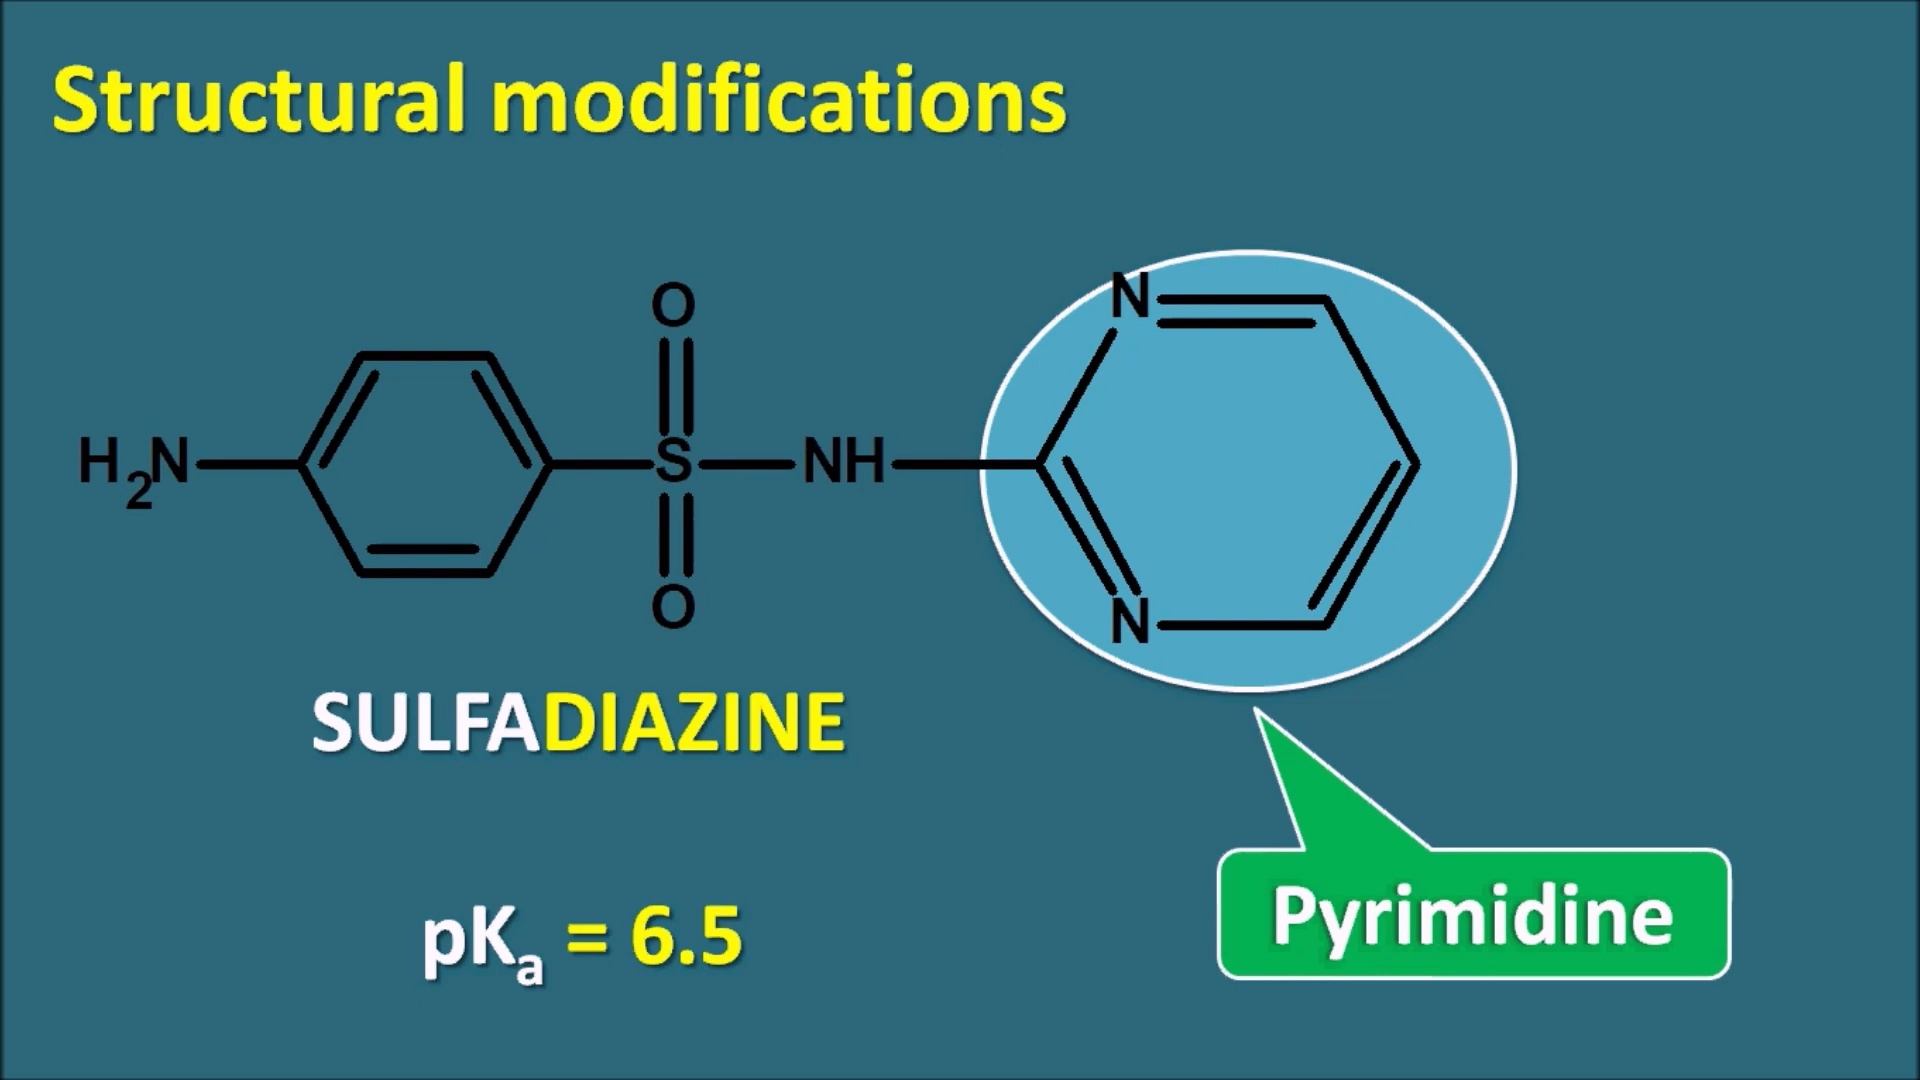 Structural modifications
O
N
H₂N
S
NH
O
N
SULFADIAZINE
pKₐ = 6.5
Pyrimidine